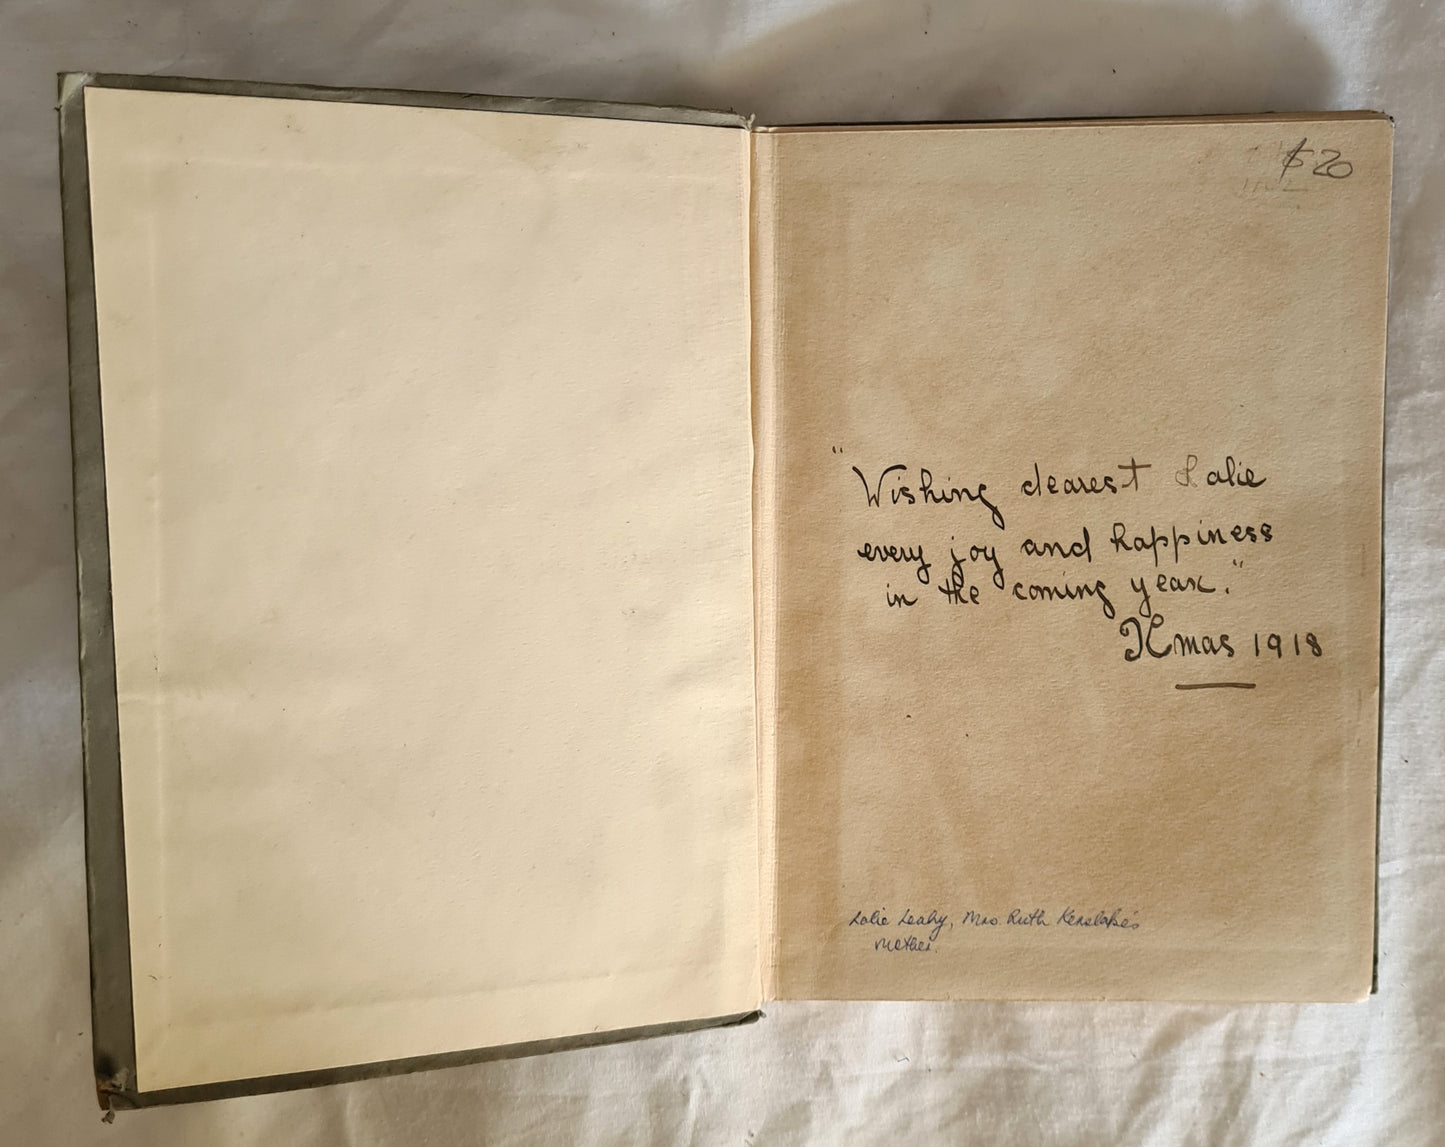 $20
"Wishing dearest Lalie
every joy and happiness
in the coming year."
Xmas 1918
Lalie Leahy, Mrs. Ruth Kenslake's
mother.